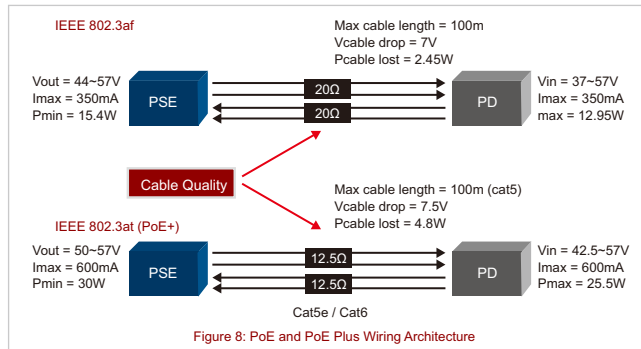 IEEE 802.3af
Max cable length = 100m
Vcable drop = 7V
Pcable lost = 2.45W
Vout = 44~57V
Imax = 350mA
Pmin = 15.4W
PSE
20Ω
20Ω
PD
Vin = 37~57V
Imax = 350mA
max = 12.95W
Cable Quality
Max cable length = 100m (cat5)
Vcable drop = 7.5V
Pcable lost = 4.8W
IEEE 802.3at (PoE+)
Vout = 50~57V
Imax = 600mA
Pmin = 30W
PSE
12.5Ω
12.5Ω
PD
Vin = 42.5~57V
Imax = 600mA
Pmax = 25.5W
Cat5e / Cat6
Figure 8: PoE and PoE Plus Wiring Architecture